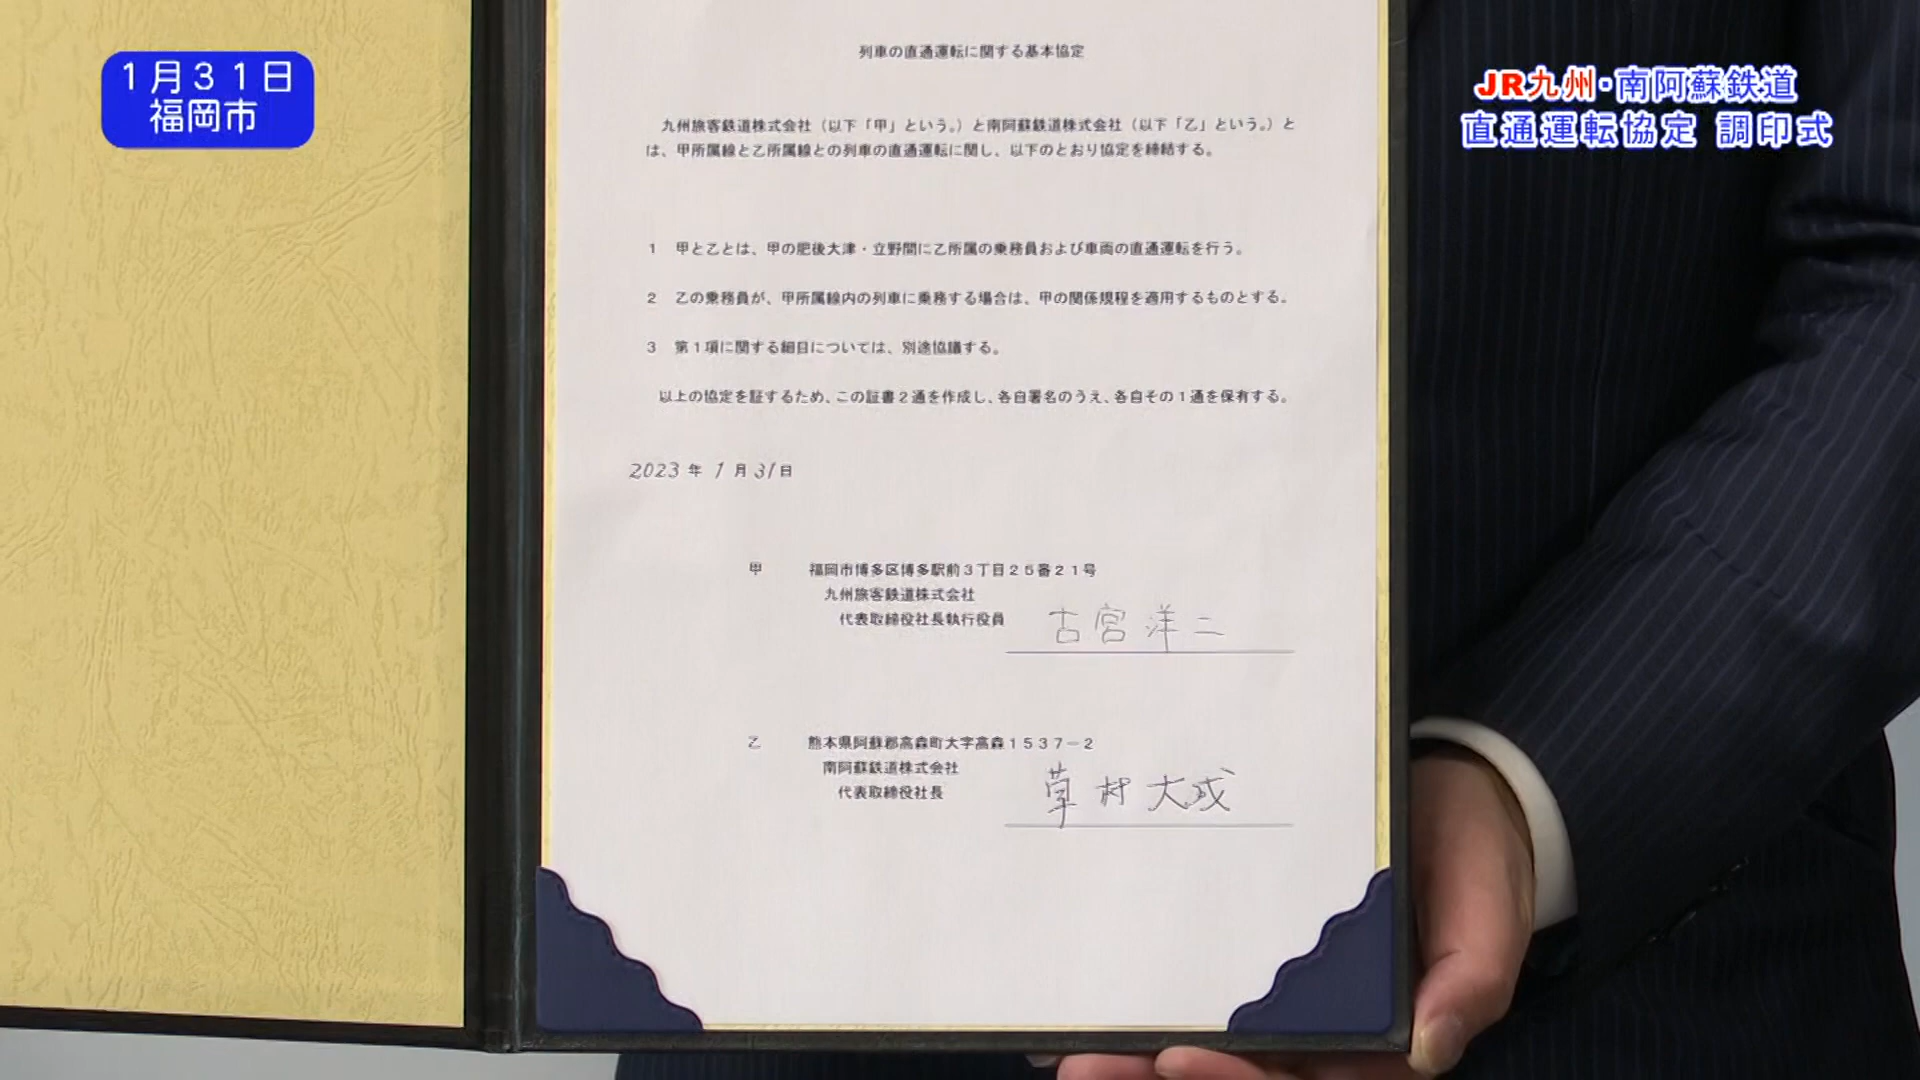 1月31日
福岡市
JR九州・南阿蘇鉄道
直通運転協定 調印式
列車の直通運転に関する基本協定
九州旅客鉄道株式会社（以下「甲」という。）と南阿蘇鉄道株式会社（以下「乙」という。）と
は、甲所属線と乙所属線との列車の直通運転に関し、以下のとおり協定を締結する。
1 甲と乙とは、甲の肥後大津・立野間に乙所属の乗務員および車両の直通運転を行う。
2 乙の乗務員が、甲所属線内の列車に乗務する場合は、甲の関係規程を適用するものとする。
3 第1項に関する細目については、別途協議する。
以上の協定を証するため、この証書2通を作成し、各自署名のうえ、各自その1通を保有する。
2023年1月31日
甲 福岡市博多区博多駅前3丁目25番21号
九州旅客鉄道株式会社
代表取締役社長執行役員 古宮洋二
乙 熊本県阿蘇郡高森町大字高森1537-2
南阿蘇鉄道株式会社
代表取締役社長 草村大成